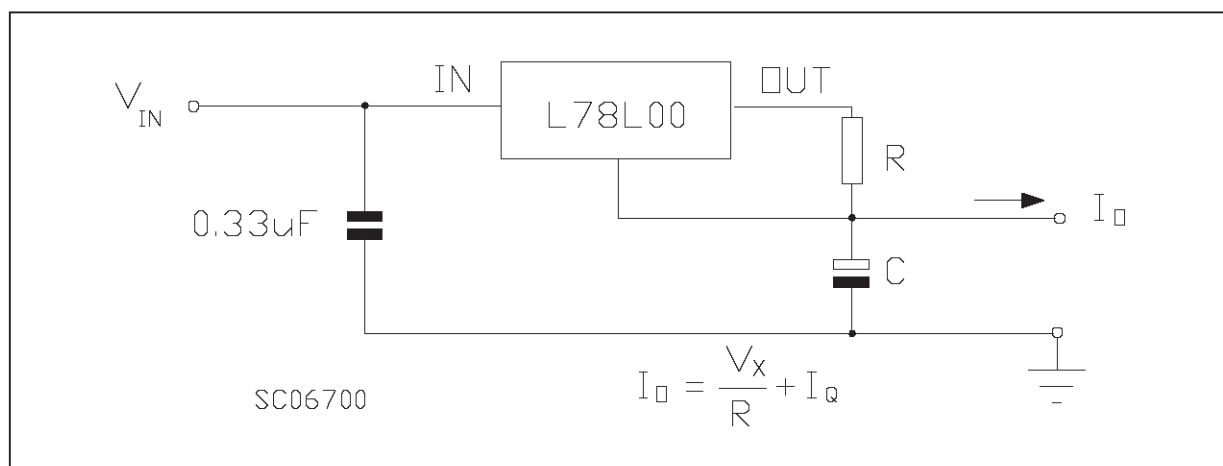 V_IN
IN
L78L00
OUT
R
I_O
0.33uF
C
I_O = V_X/R + I_Q
SC06700